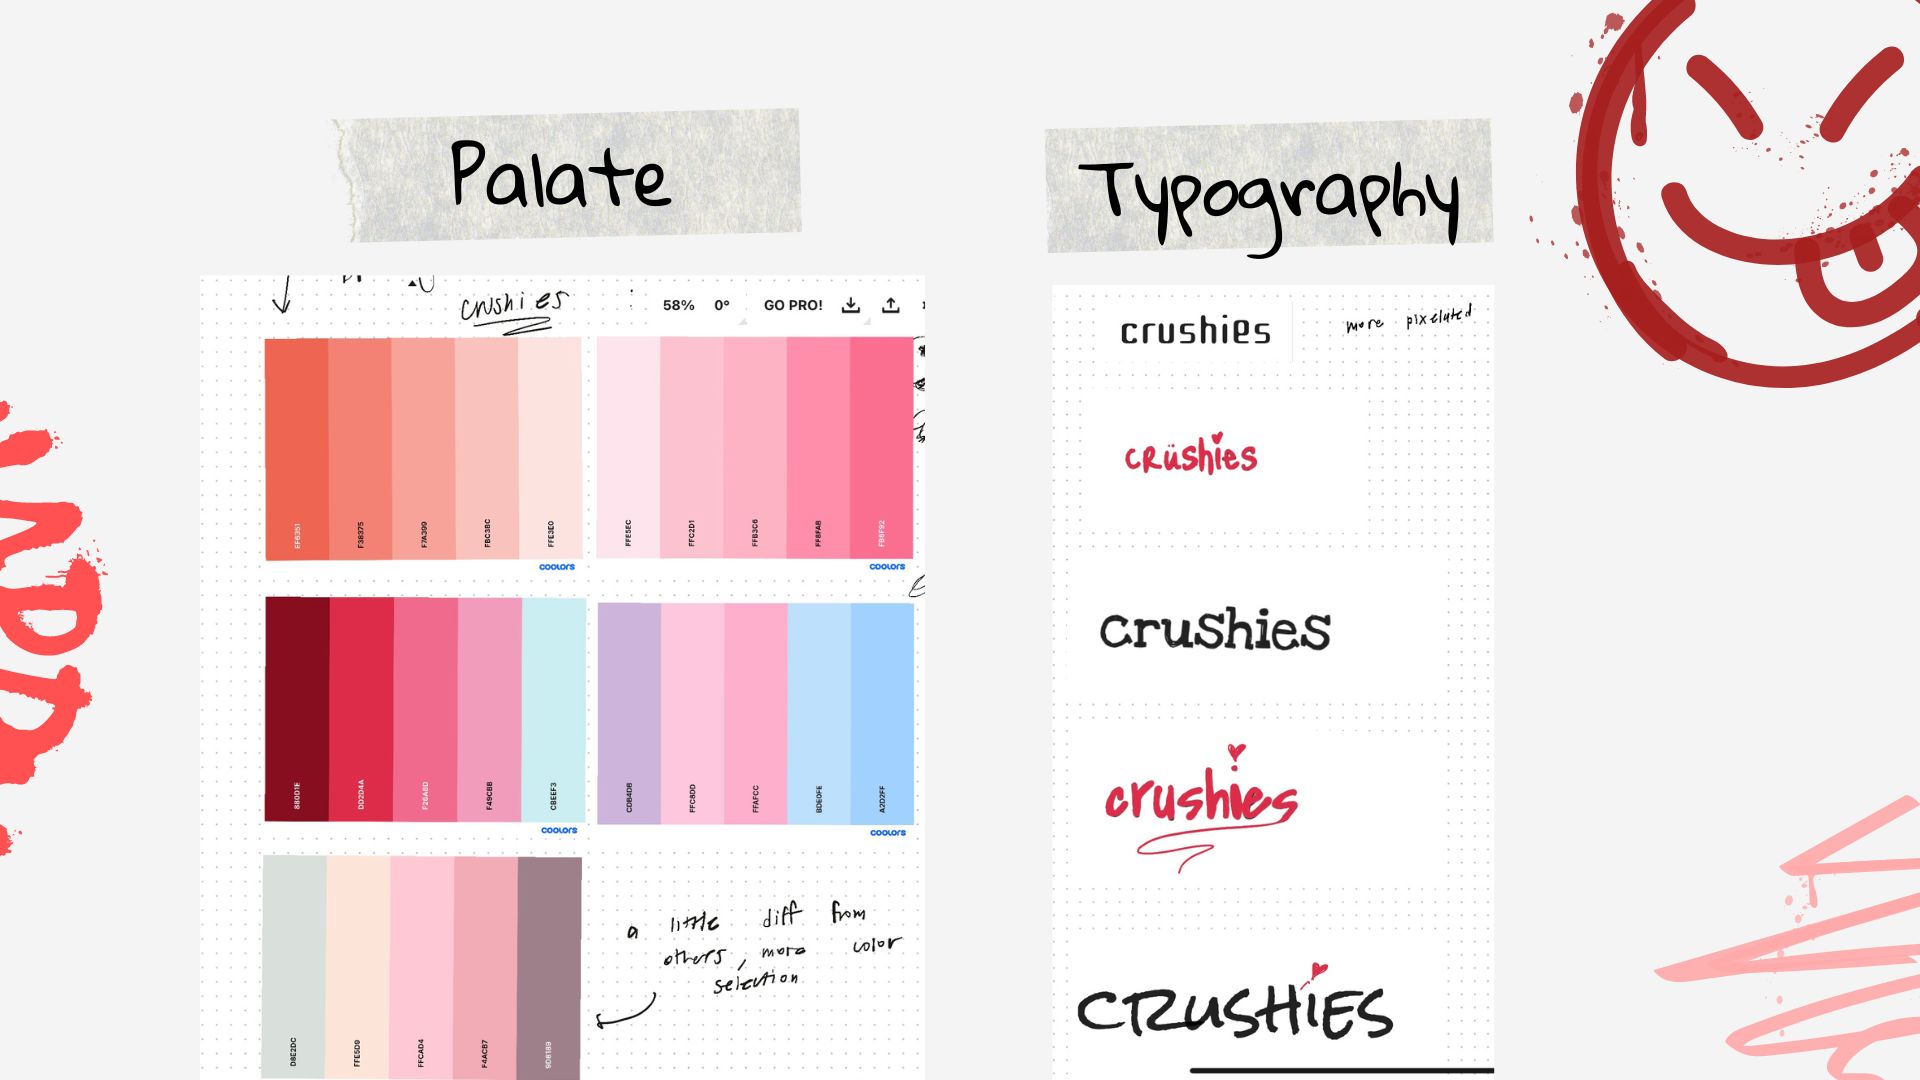 Palate
crushies
58% 0° GO PRO!
EF6351
F38375
F7A399
FBC3BC
FFE3E0
coolors
FFE5EC
FFC2D1
FFB3C6
FF8FAB
FB6F92
coolors
880D1E
DD2D4A
F26A8D
F49CBB
CBEEF3
coolors
CDB4DB
FFC8DD
FFAFCC
BDE0FE
A2D2FF
coolors
D8E2DC
FFE5D9
FFCAD4
F4ACB7
9D8189
a little diff from
others, more color
selection
Typography
crushies
more pixelated
crüshies
crushies
crushies
CRUSHiES